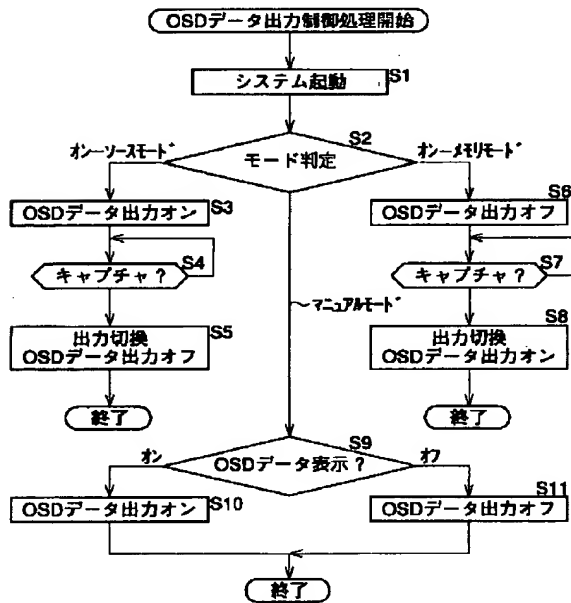 OSDデータ出力制御処理開始
システム起動
S1
S2
モード判定
オン―ソースモード
オン―メモリモード
OSDデータ出力オン
S3
OSDデータ出力オフ
S6
キャプチャ？
S4
キャプチャ？
S7
マニュアルモード
出力切換
OSDデータ出力オフ
S5
出力切換
OSDデータ出力オン
S8
終了
終了
S9
OSDデータ表示？
オン
オフ
OSDデータ出力オン
S10
OSDデータ出力オフ
S11
終了